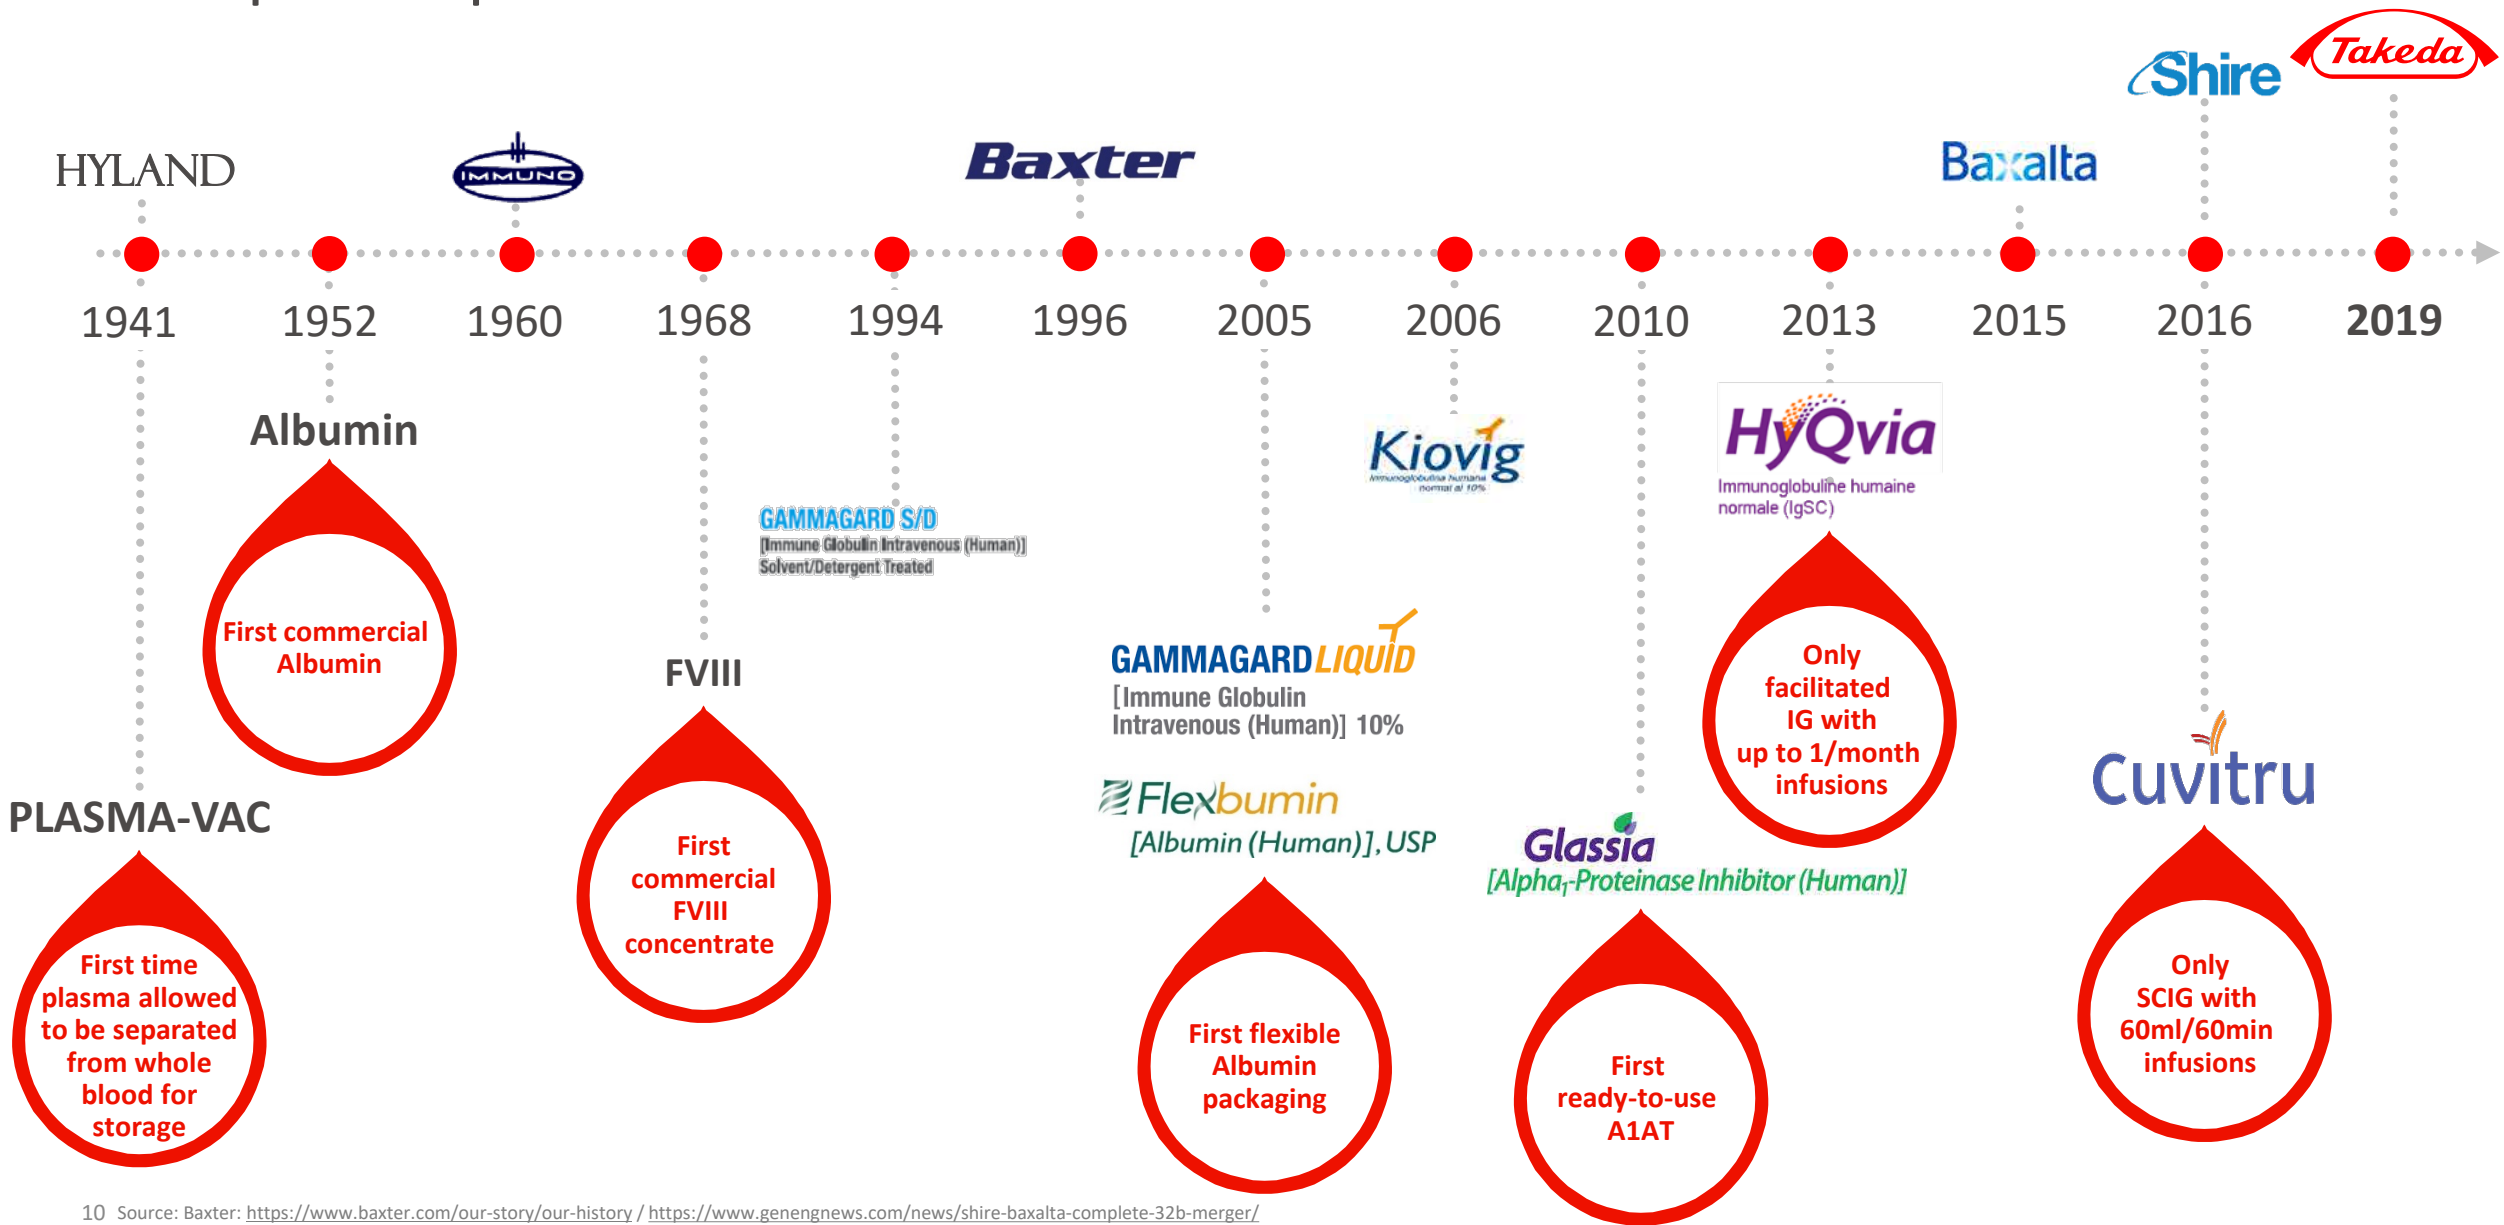 HYLAND
IMMUNO
Baxter
Baxalta
Shire
Takeda
1941
1952
1960
1968
1994
1996
2005
2006
2010
2013
2015
2016
2019
PLASMA-VAC
First time
plasma allowed
to be separated
from whole
blood for
storage
Albumin
First commercial
Albumin
FVIII
First
commercial
FVIII
concentrate
GAMMAGARD S/D
[Immune Globulin Intravenous (Human)]
Solvent/Detergent Treated
GAMMAGARD LIQUID
[Immune Globulin
Intravenous (Human)] 10%
Flexbumin
[Albumin (Human)], USP
First flexible
Albumin
packaging
Kiovig
Inmunoglobulina humana
normal al 10%
Glassia
[Alpha₁-Proteinase Inhibitor (Human)]
First
ready-to-use
A1AT
HyQvia
Immunoglobuline humaine
normale (IgSC)
Only
facilitated
IG with
up to 1/month
infusions
cuvitru
Only
SCIG with
60ml/60min
infusions
10 Source: Baxter: https://www.baxter.com/our-story/our-history / https://www.genengnews.com/news/shire-baxalta-complete-32b-merger/